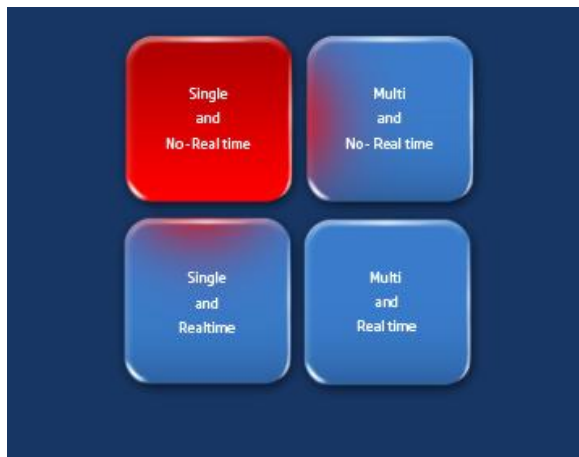 Single
and
No-Real time
Multi
and
No- Real time
Single
and
Realtime
Multi
and
Real time